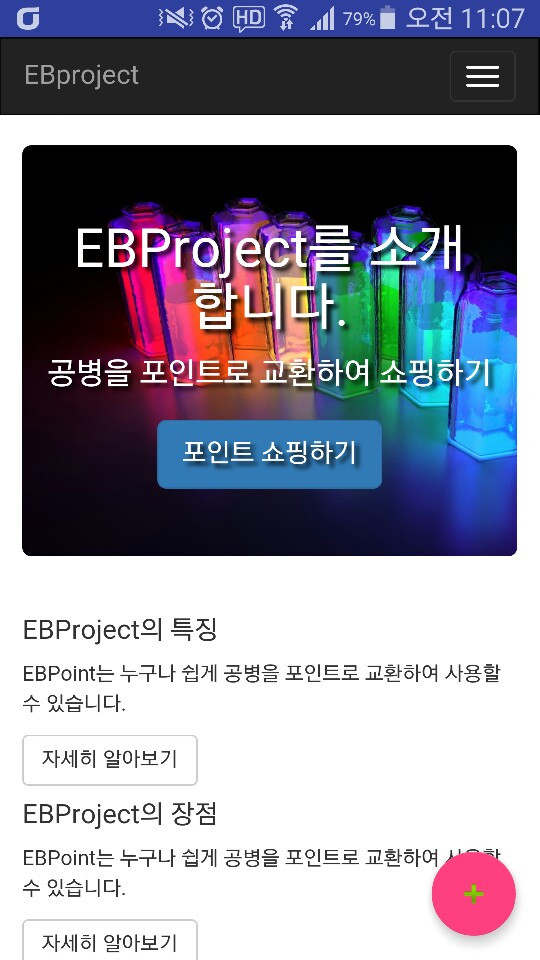 HD 79% 오전 11:07
EBproject
EBProject를 소개
합니다.
공병을 포인트로 교환하여 쇼핑하기
포인트 쇼핑하기
EBProject의 특징
EBPoint는 누구나 쉽게 공병을 포인트로 교환하여 사용할
수 있습니다.
자세히 알아보기
EBProject의 장점
EBPoint는 누구나 쉽게 공병을 포인트로 교환하여 사용할
수 있습니다.
자세히 알아보기